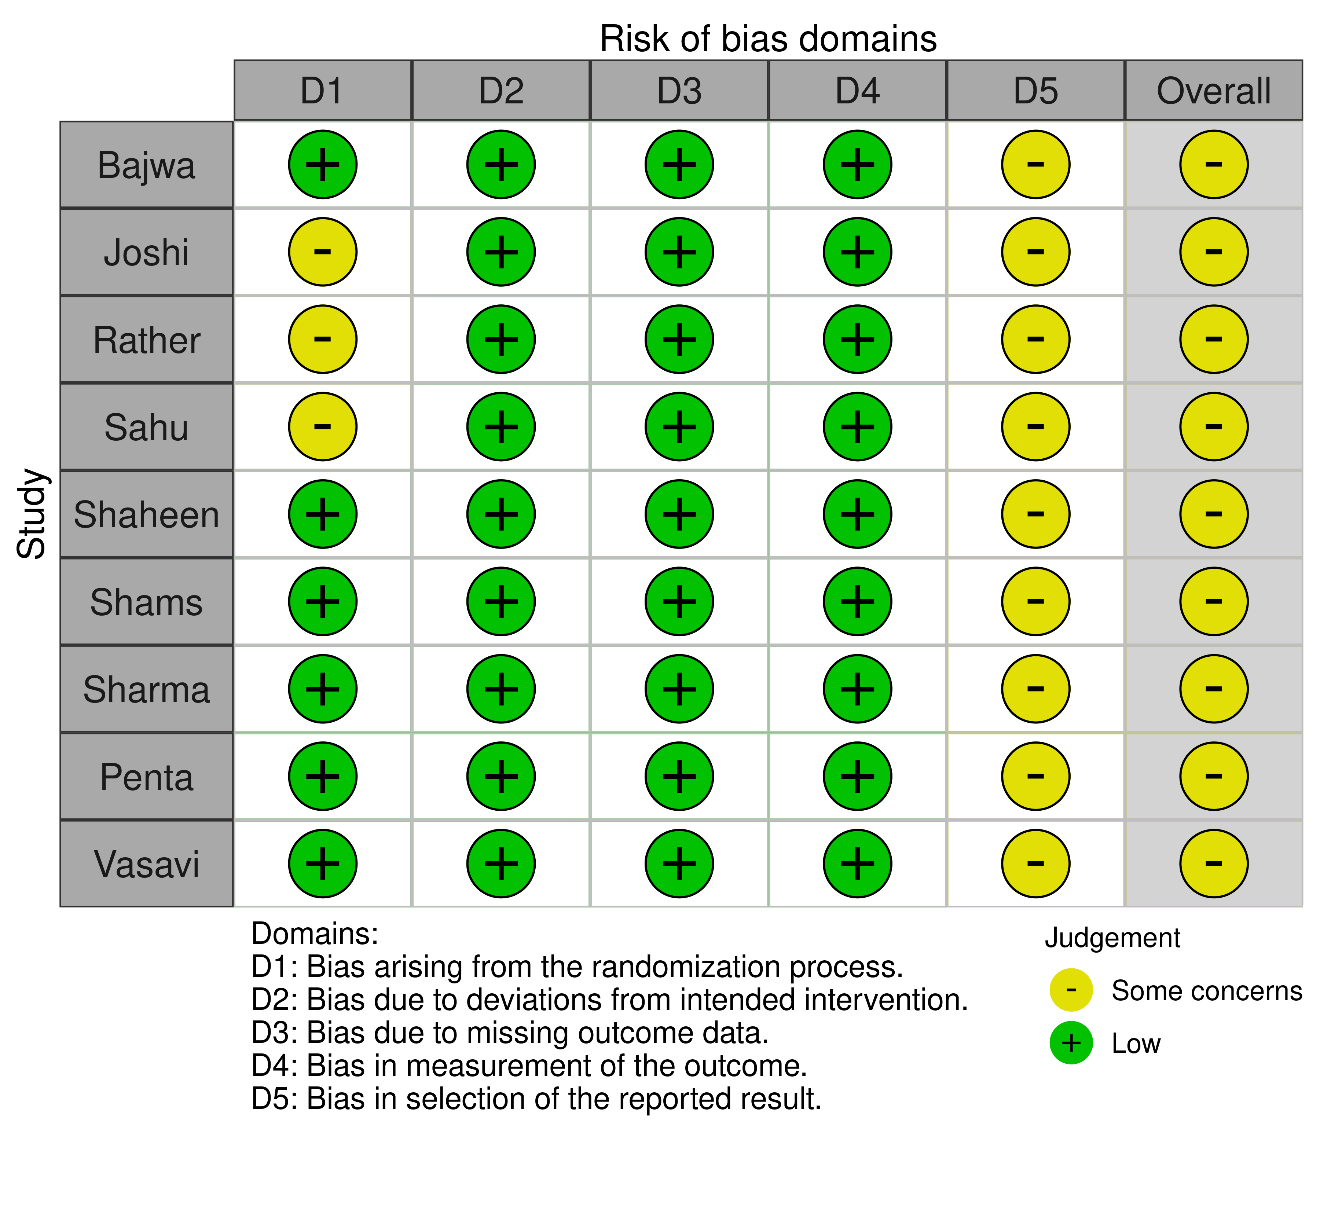 Risk of bias domains
D1 D2 D3 D4 D5 Overall
Study
Bajwa + + + + - -
Joshi - + + + - -
Rather - + + + - -
Sahu - + + + - -
Shaheen + + + + - -
Shams + + + + - -
Sharma + + + + - -
Penta + + + + - -
Vasavi + + + + - -
Domains:
D1: Bias arising from the randomization process.
D2: Bias due to deviations from intended intervention.
D3: Bias due to missing outcome data.
D4: Bias in measurement of the outcome.
D5: Bias in selection of the reported result.
Judgement
- Some concerns
+ Low